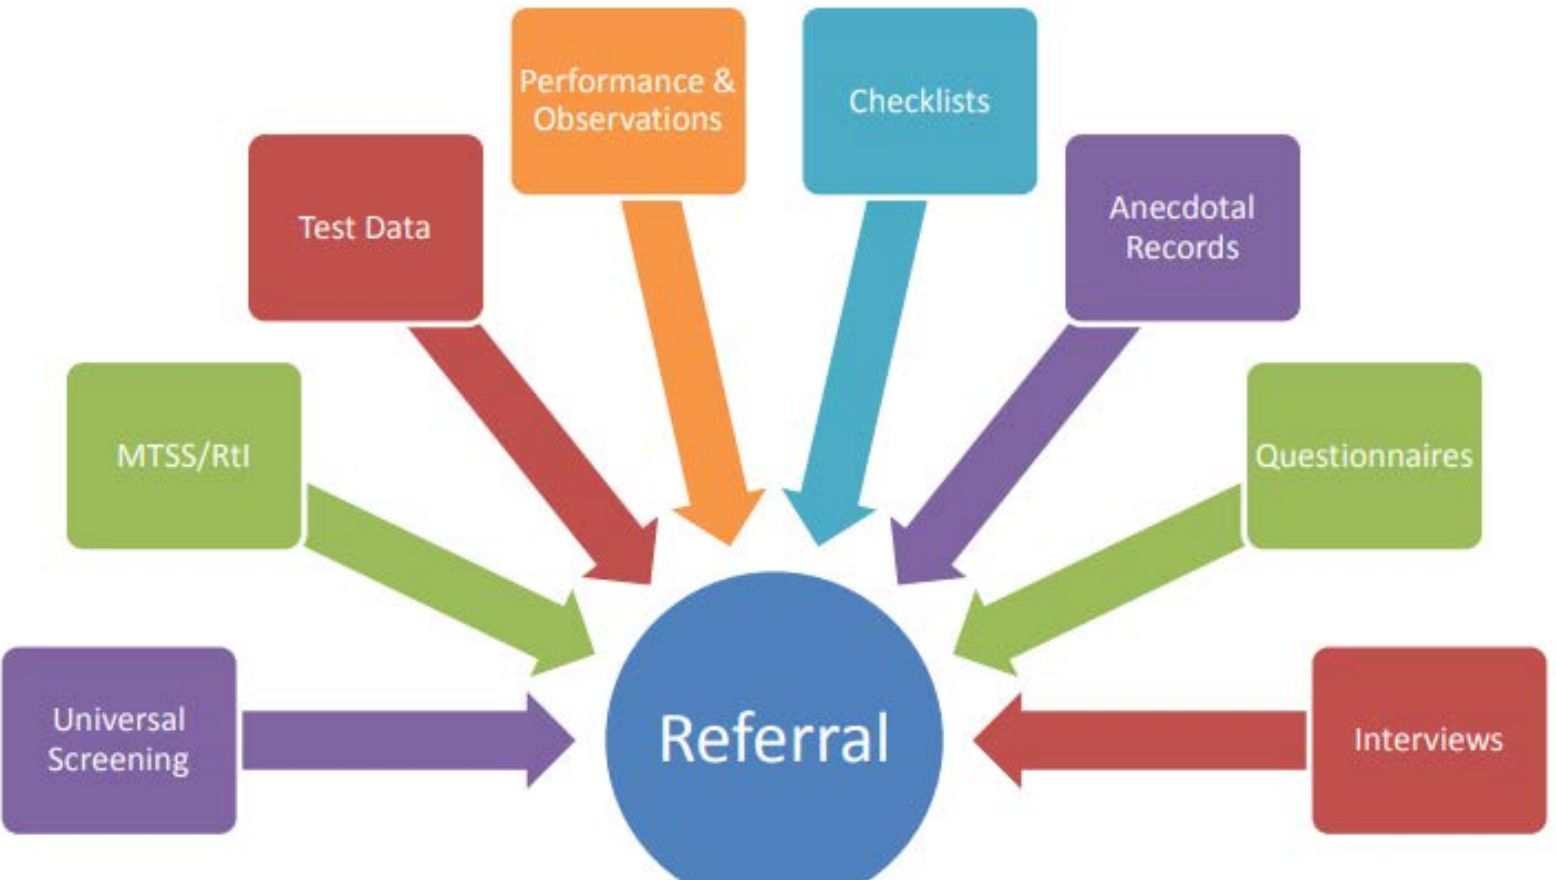 Performance &
Observations
Checklists
Test Data
Anecdotal
Records
MTSS/RtI
Questionnaires
Universal
Screening
Referral
Interviews